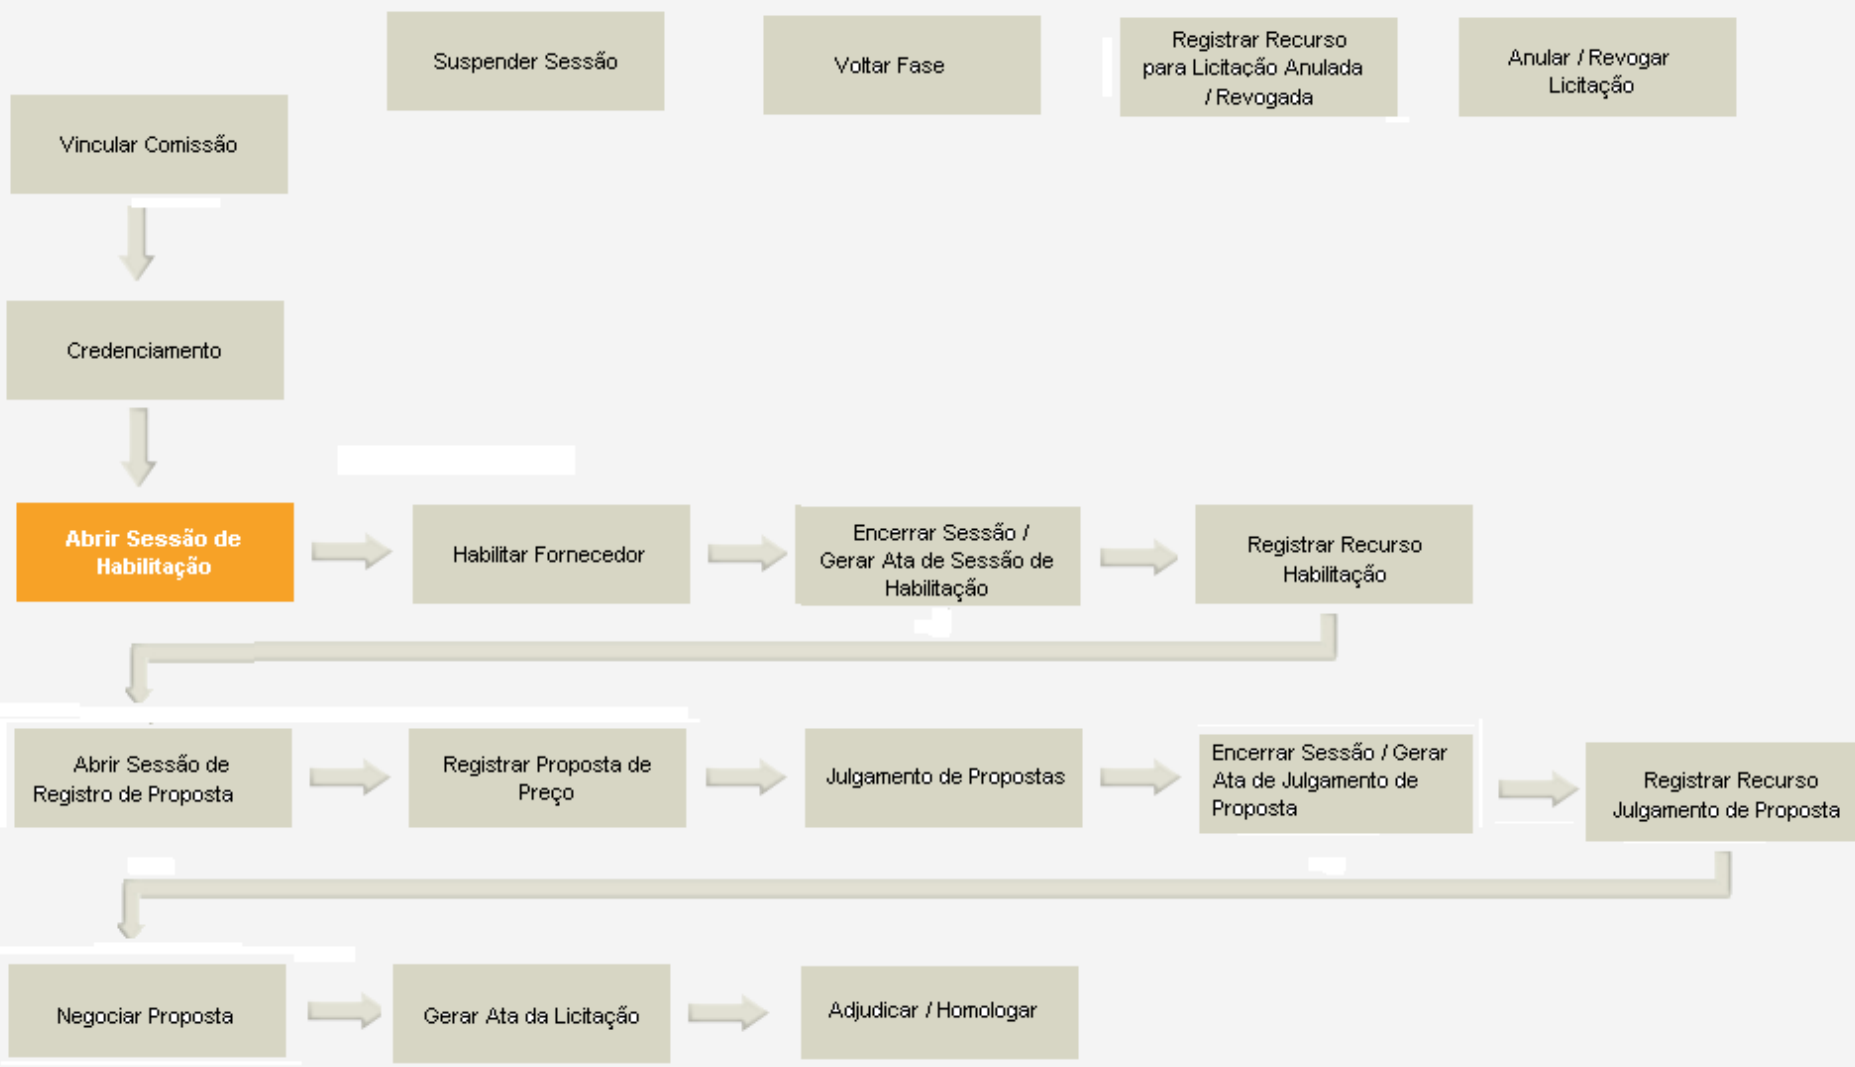 Suspender Sessão
Voltar Fase
Registrar Recurso
para Licitação Anulada
/ Revogada
Anular / Revogar
Licitação
Vincular Comissão
Credenciamento
Abrir Sessão de
Habilitação
Habilitar Fornecedor
Encerrar Sessão /
Gerar Ata de Sessão de
Habilitação
Registrar Recurso
Habilitação
Abrir Sessão de
Registro de Proposta
Registrar Proposta de
Preço
Julgamento de Propostas
Encerrar Sessão / Gerar
Ata de Julgamento de
Proposta
Registrar Recurso
Julgamento de Proposta
Negociar Proposta
Gerar Ata da Licitação
Adjudicar / Homologar